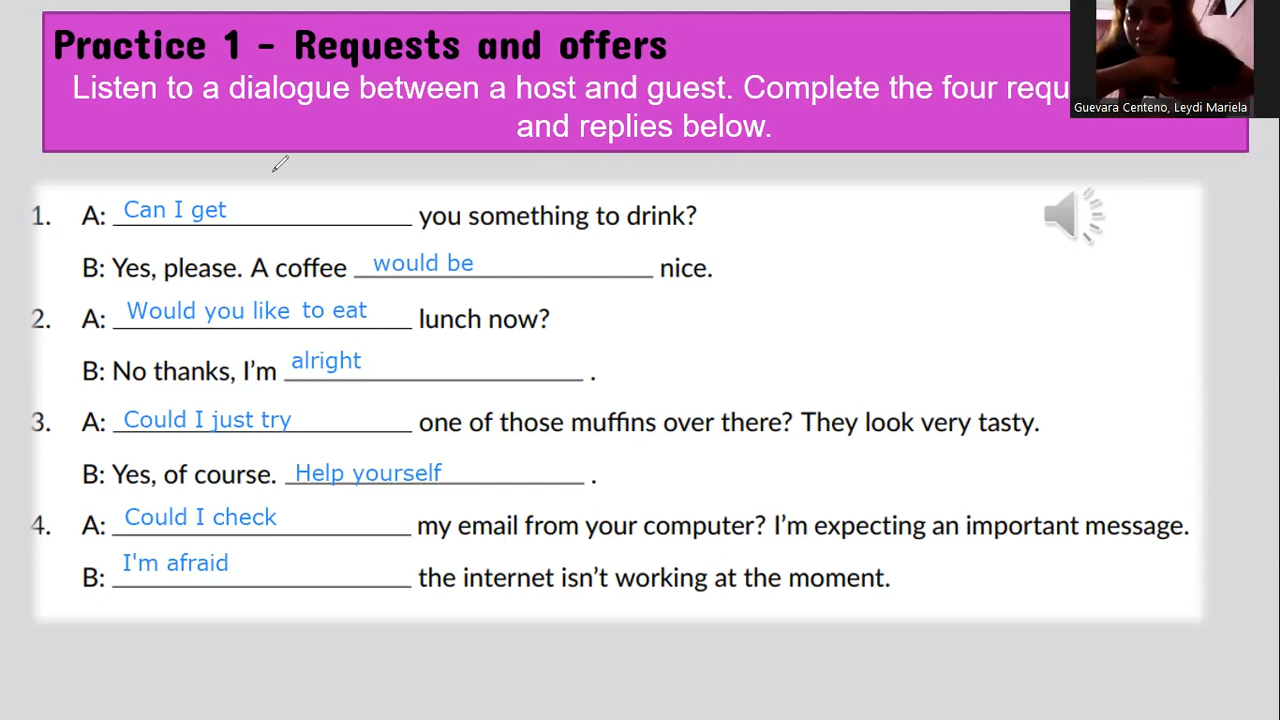 Practice 1 - Requests and offers
Listen to a dialogue between a host and guest. Complete the four requ
and replies below.
Guevara Centeno, Leydi Mariela
1. A: Can I get you something to drink?
B: Yes, please. A coffee would be nice.
2. A: Would you like to eat lunch now?
B: No thanks, I'm alright .
3. A: Could I just try one of those muffins over there? They look very tasty.
B: Yes, of course. Help yourself .
4. A: Could I check my email from your computer? I'm expecting an important message.
B: I'm afraid the internet isn't working at the moment.